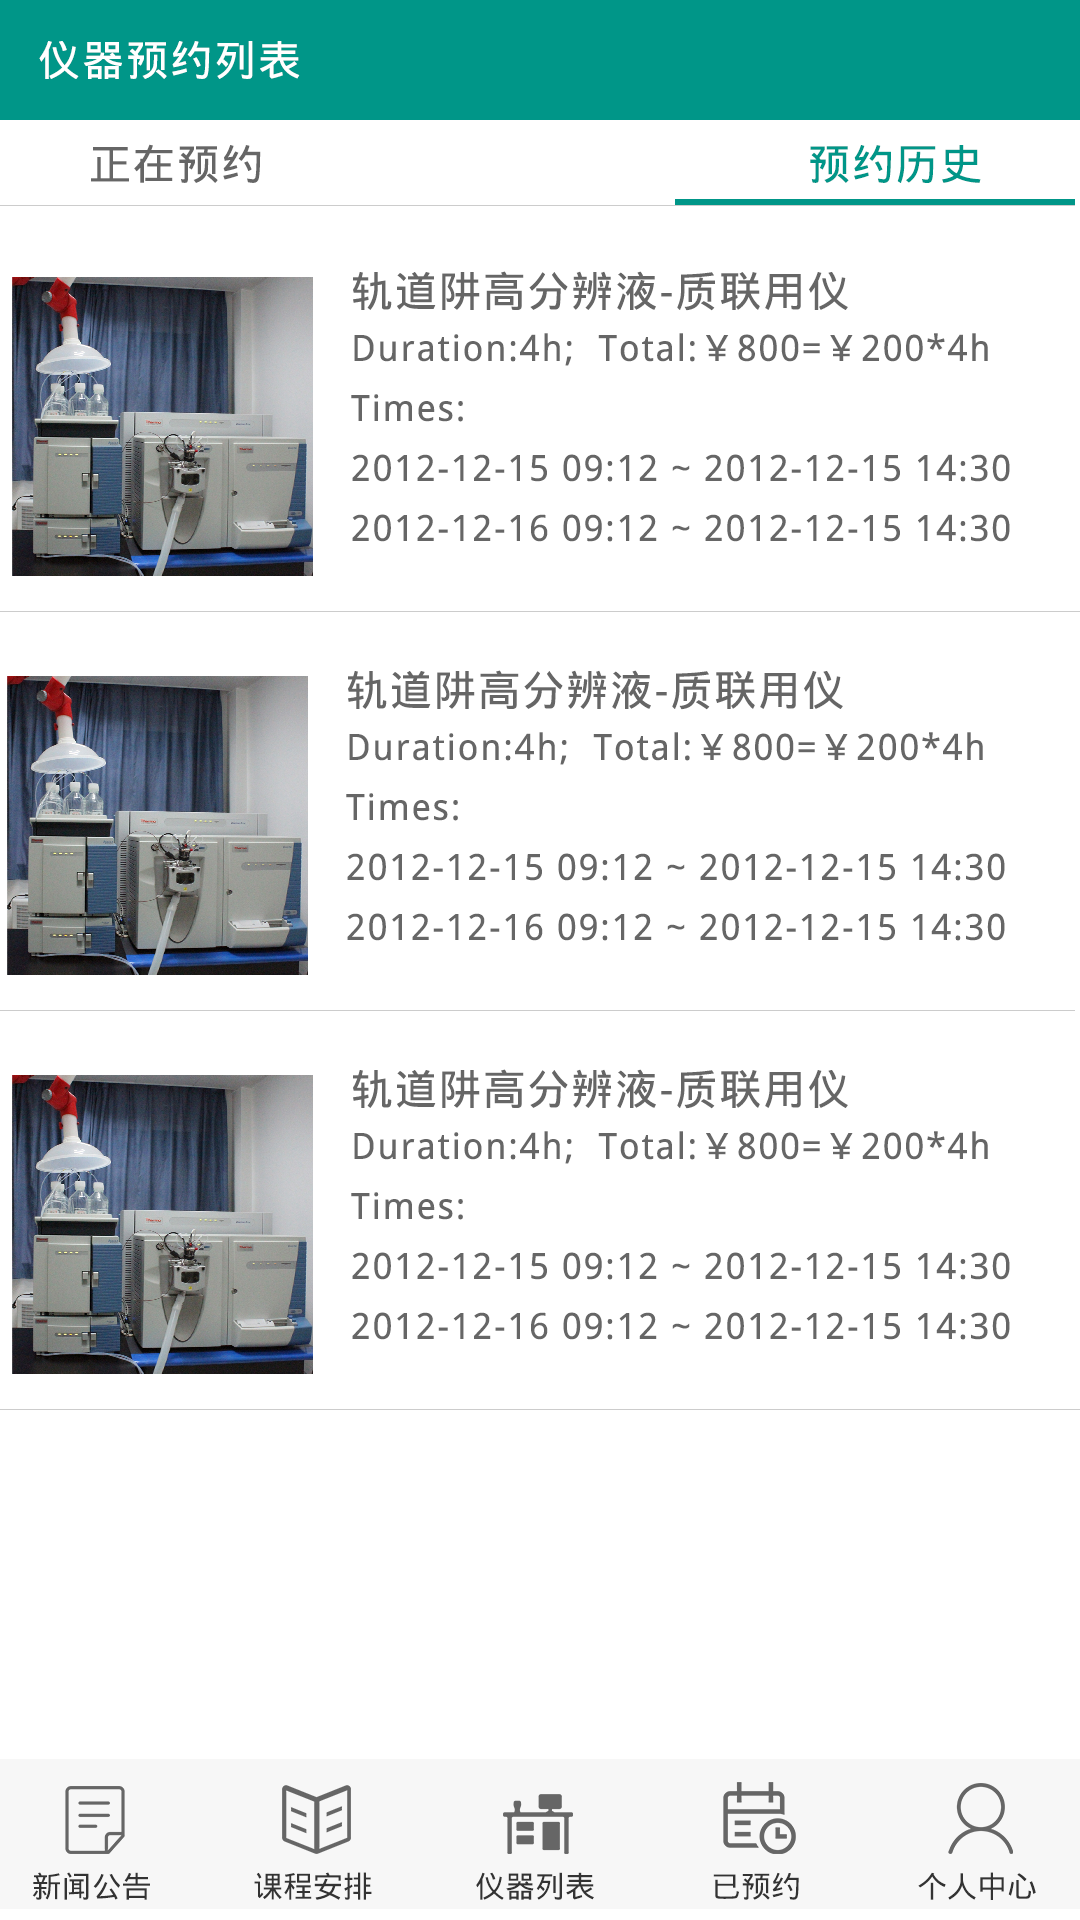 仪器预约列表
正在预约
预约历史
轨道阱高分辨液-质联用仪
Duration:4h;  Total:￥800=￥200*4h
Times:
2012-12-15 09:12 ~ 2012-12-15 14:30
2012-12-16 09:12 ~ 2012-12-15 14:30
轨道阱高分辨液-质联用仪
Duration:4h;  Total:￥800=￥200*4h
Times:
2012-12-15 09:12 ~ 2012-12-15 14:30
2012-12-16 09:12 ~ 2012-12-15 14:30
轨道阱高分辨液-质联用仪
Duration:4h;  Total:￥800=￥200*4h
Times:
2012-12-15 09:12 ~ 2012-12-15 14:30
2012-12-16 09:12 ~ 2012-12-15 14:30
新闻公告
课程安排
仪器列表
已预约
个人中心